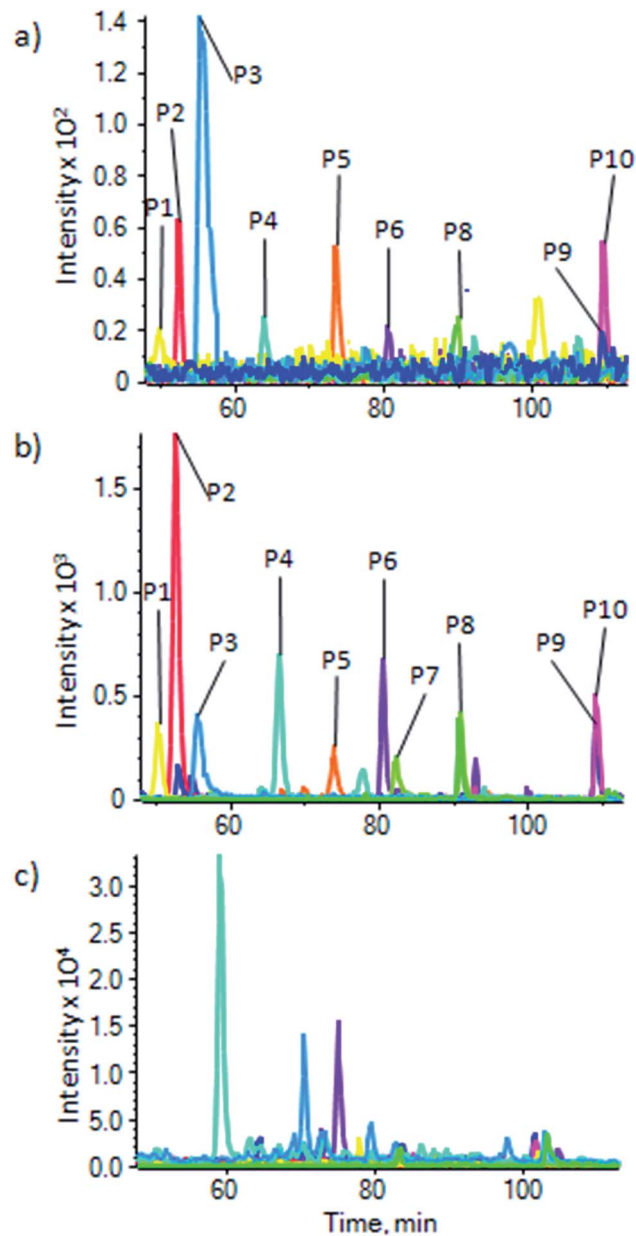 a)
Intensity x 10²
1.4
1.2
1.0
0.8
0.6
0.4
0.2
0
60
80
100
P1
P2
P3
P4
P5
P6
P8
P9
P10
b)
Intensity x 10³
1.5
1.0
0.5
0
60
80
100
P1
P2
P3
P4
P5
P6
P7
P8
P9
P10
c)
Intensity x 10⁴
3.0
2.5
2.0
1.5
1.0
5.0
0.0
60
80
100
Time, min